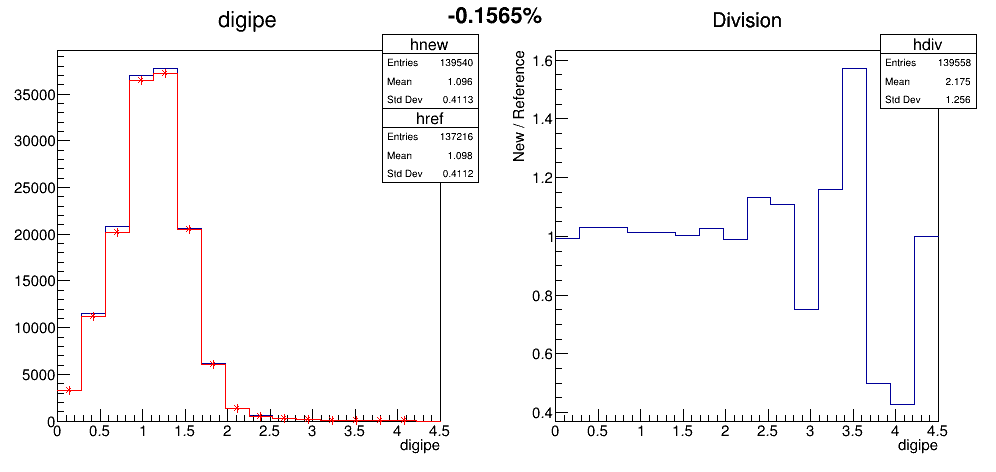 -0.1565%
digipe
hnew
Entries 139540
Mean 1.096
Std Dev 0.4113
href
Entries 137216
Mean 1.098
Std Dev 0.4112
35000
30000
25000
20000
15000
10000
5000
0
0 0.5 1 1.5 2 2.5 3 3.5 4 4.5
digipe
Division
hdiv
Entries 139558
Mean 2.175
Std Dev 1.256
New / Reference
1.6
1.4
1.2
1
0.8
0.6
0.4
0 0.5 1 1.5 2 2.5 3 3.5 4 4.5
digipe